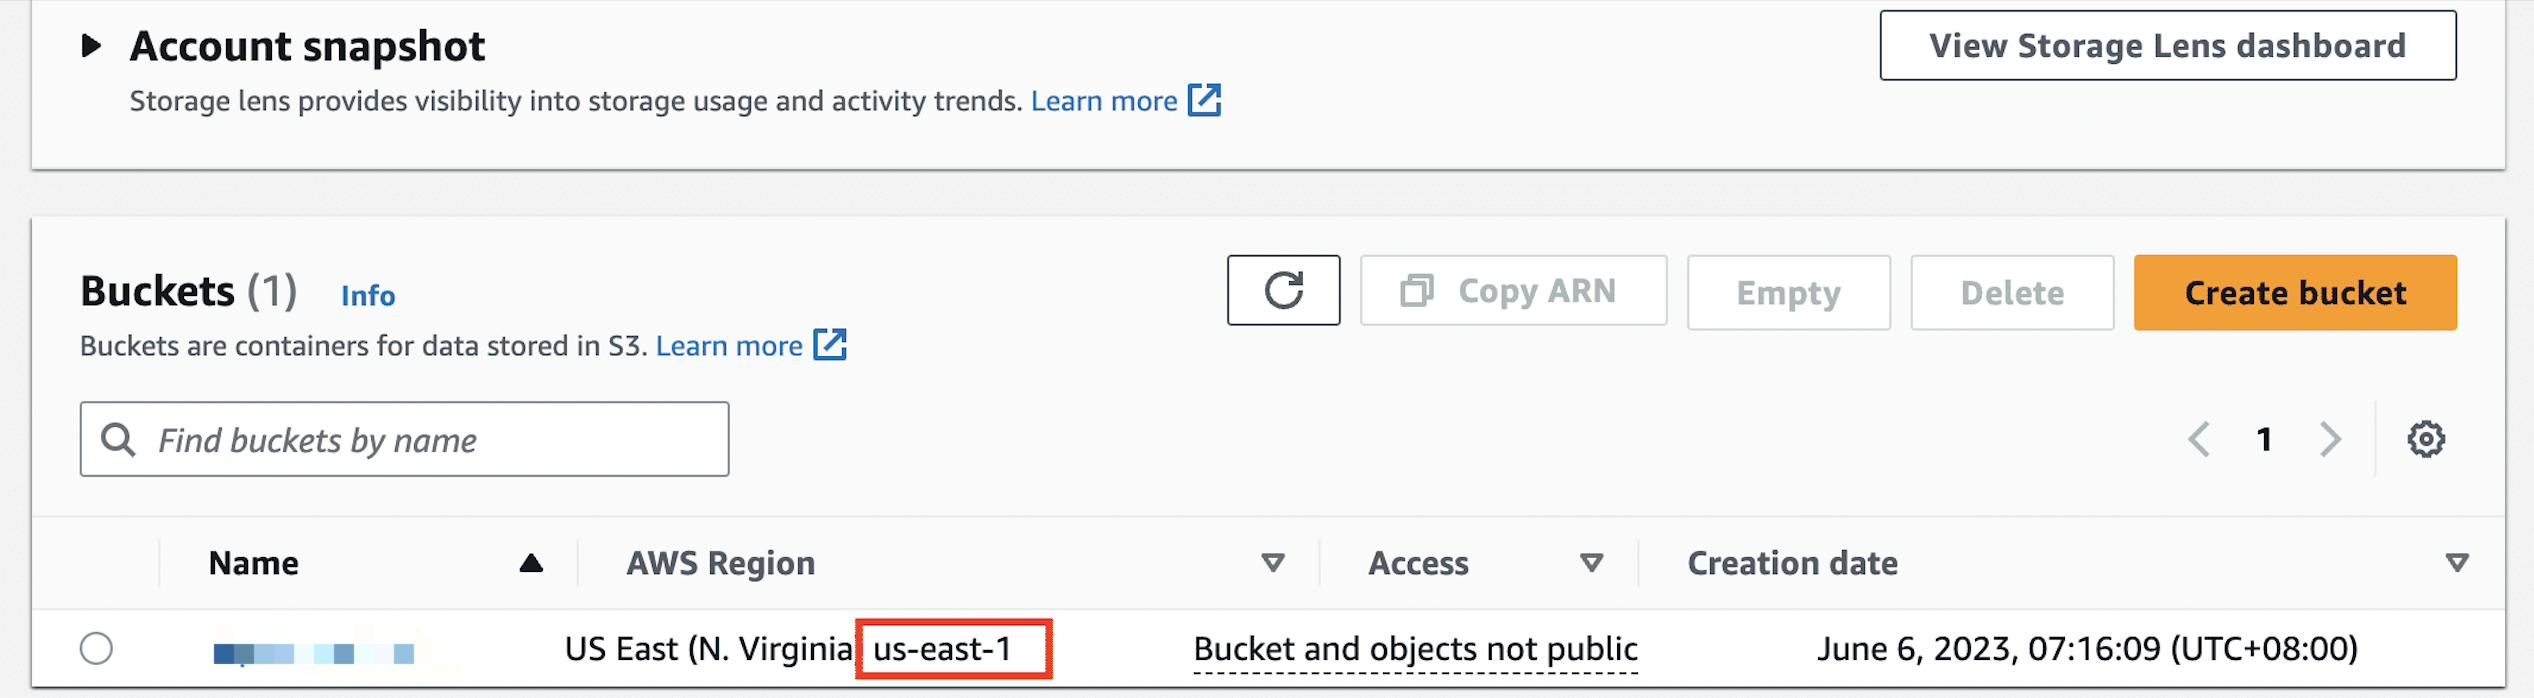 Account snapshot
View Storage Lens dashboard
Storage lens provides visibility into storage usage and activity trends. Learn more
Buckets (1) Info
Copy ARN
Empty
Delete
Create bucket
Buckets are containers for data stored in S3. Learn more
Find buckets by name
1
Name
AWS Region
Access
Creation date
US East (N. Virginia us-east-1
Bucket and objects not public
June 6, 2023, 07:16:09 (UTC+08:00)